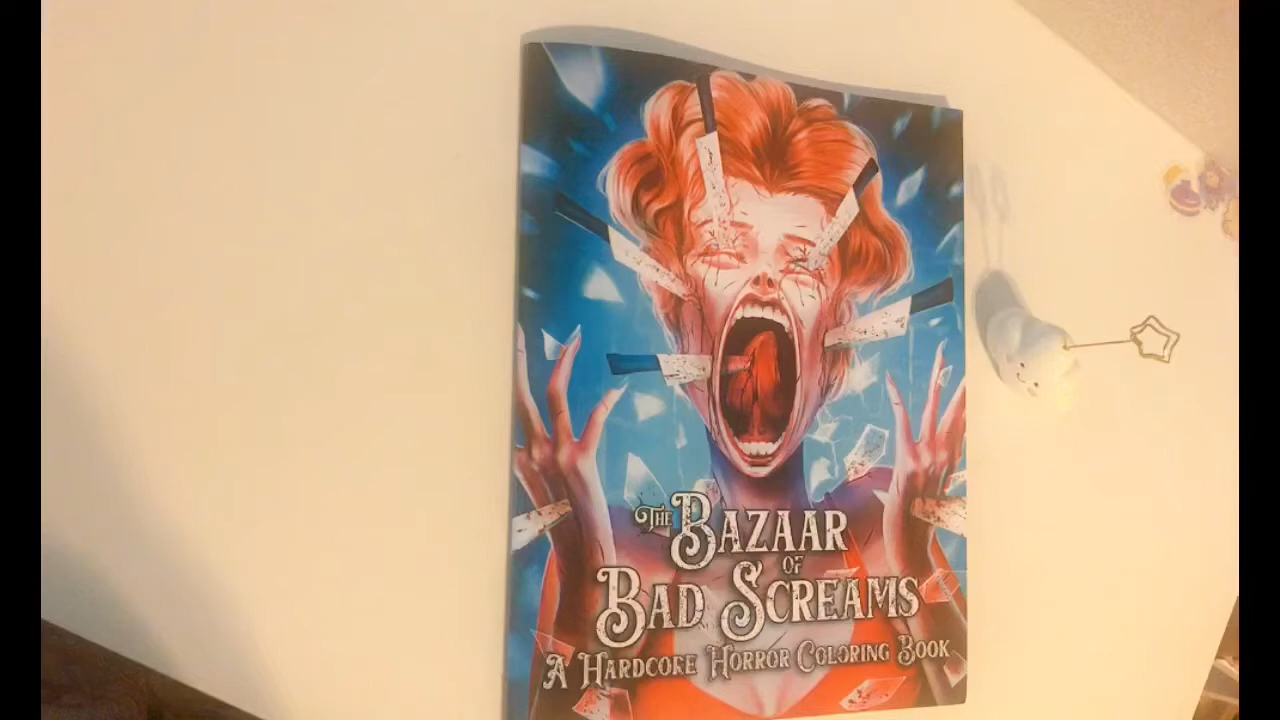 THE BAZAAR
OF
BAD SCREAMS
A HARDCORE HORROR COLORING BOOK